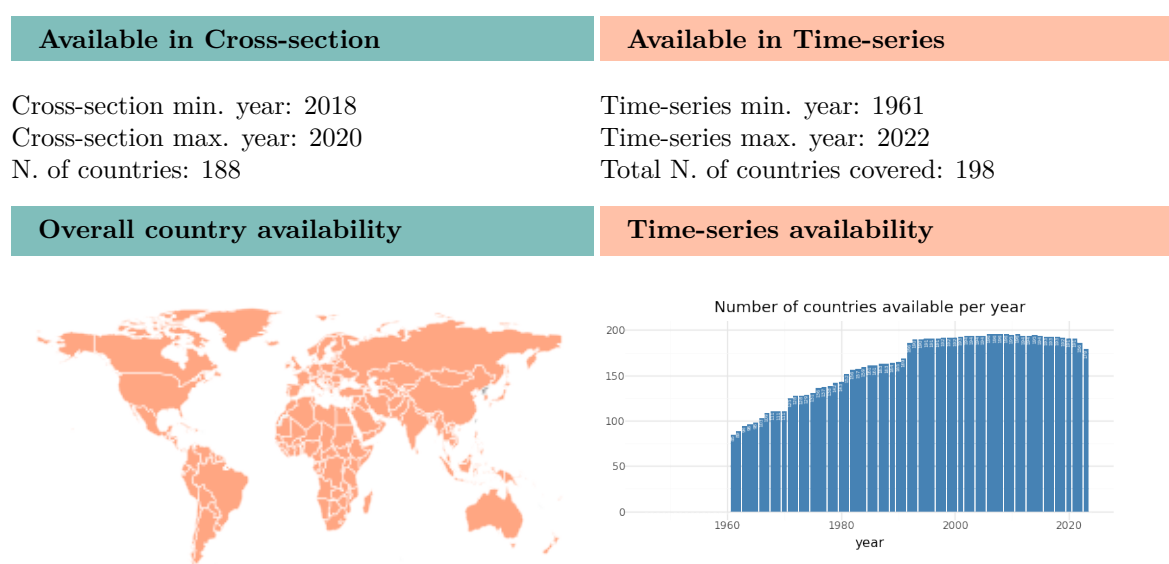 Available in Cross-section
Available in Time-series
Cross-section min. year: 2018
Cross-section max. year: 2020
N. of countries: 188
Time-series min. year: 1961
Time-series max. year: 2022
Total N. of countries covered: 198
Overall country availability
Time-series availability
Number of countries available per year
200
150
100
50
0
1960
1980
2000
2020
year